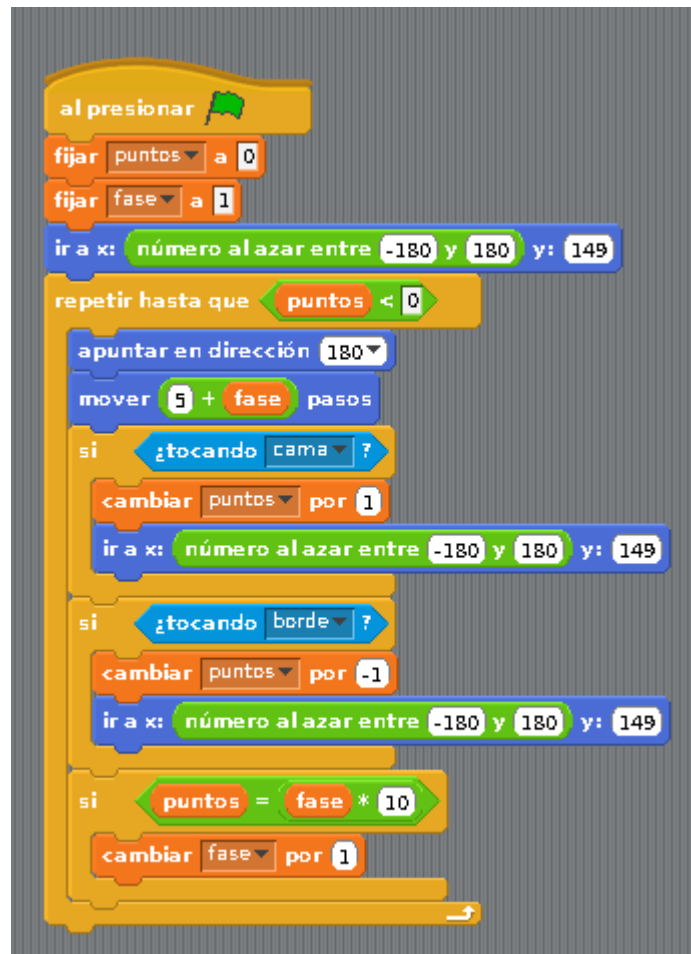 al presionar
fijar puntos a 0
fijar fase a 1
ir a x: número al azar entre -180 y 180 y: 149
repetir hasta que puntos < 0
apuntar en dirección 180
mover 5 + fase pasos
si ¿tocando cama ?
cambiar puntos por 1
ir a x: número al azar entre -180 y 180 y: 149
si ¿tocando borde ?
cambiar puntos por -1
ir a x: número al azar entre -180 y 180 y: 149
si puntos = fase * 10
cambiar fase por 1